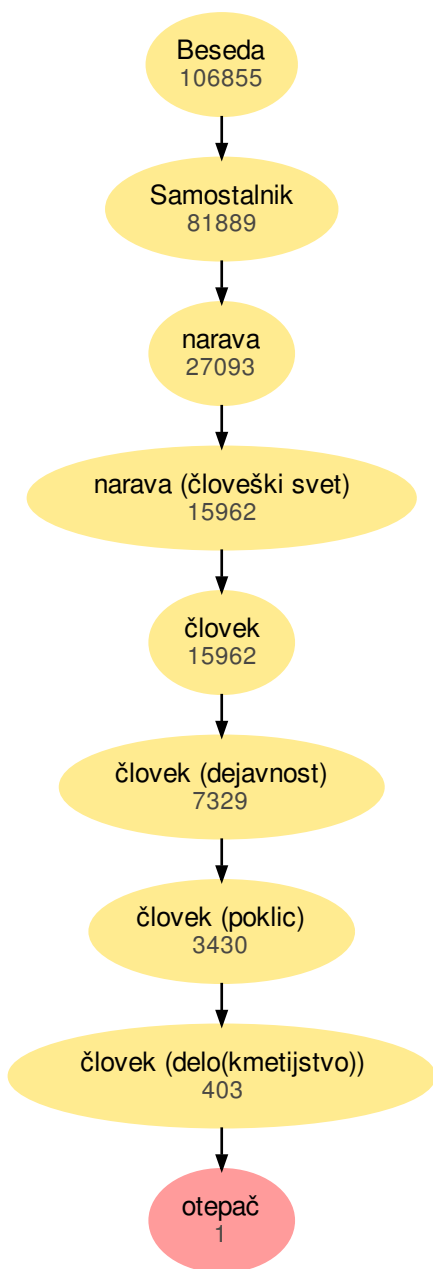 Beseda
106855
Samostalnik
81889
narava
27093
narava (človeški svet)
15962
človek
15962
človek (dejavnost)
7329
človek (poklic)
3430
človek (delo(kmetijstvo))
403
otepač
1